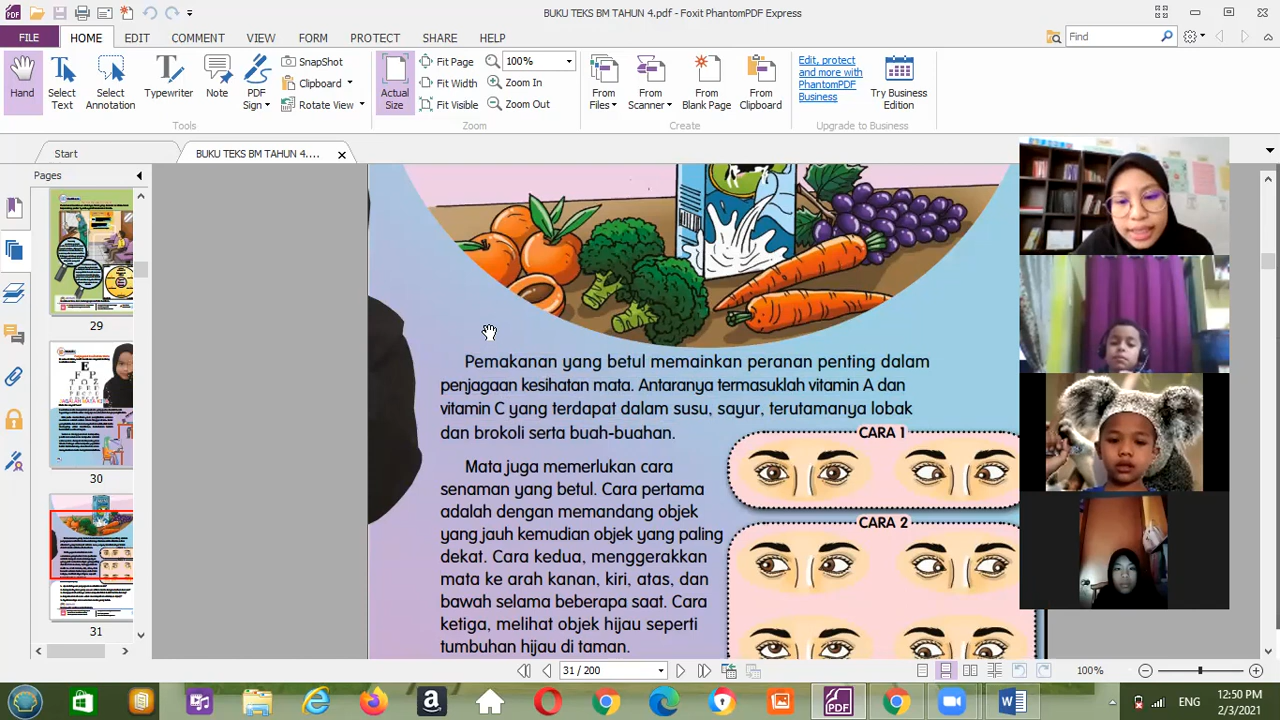 BUKU TEKS BM TAHUN 4.pdf - Foxit PhantomPDF Express
FILE
HOME
EDIT
COMMENT
VIEW
FORM
PROTECT
SHARE
HELP
Find
Hand
Select Text
Select Annotation
Typewriter
Note
PDF Sign
SnapShot
Clipboard
Rotate View
Actual Size
Fit Page
Fit Width
Fit Visible
100%
Zoom In
Zoom Out
From Files
From Scanner
From Blank Page
From Clipboard
Edit, protect
and more with
PhantomPDF
Business
Try Business Edition
Tools
Zoom
Create
Upgrade to Business
Start
BUKU TEKS BM TAHUN 4....
Pages
29
30
31
Pemakanan yang betul memainkan peranan penting dalam
penjagaan kesihatan mata. Antaranya termasuklah vitamin A dan
vitamin C yang terdapat dalam susu, sayur, terutamanya lobak
dan brokoli serta buah-buahan.
Mata juga memerlukan cara
senaman yang betul. Cara pertama
adalah dengan memandang objek
yang jauh kemudian objek yang paling
dekat. Cara kedua, menggerakkan
mata ke arah kanan, kiri, atas, dan
bawah selama beberapa saat. Cara
ketiga, melihat objek hijau seperti
tumbuhan hijau di taman.
CARA 1
CARA 2
31 / 200
100%
ENG
12:50 PM
2/3/2021